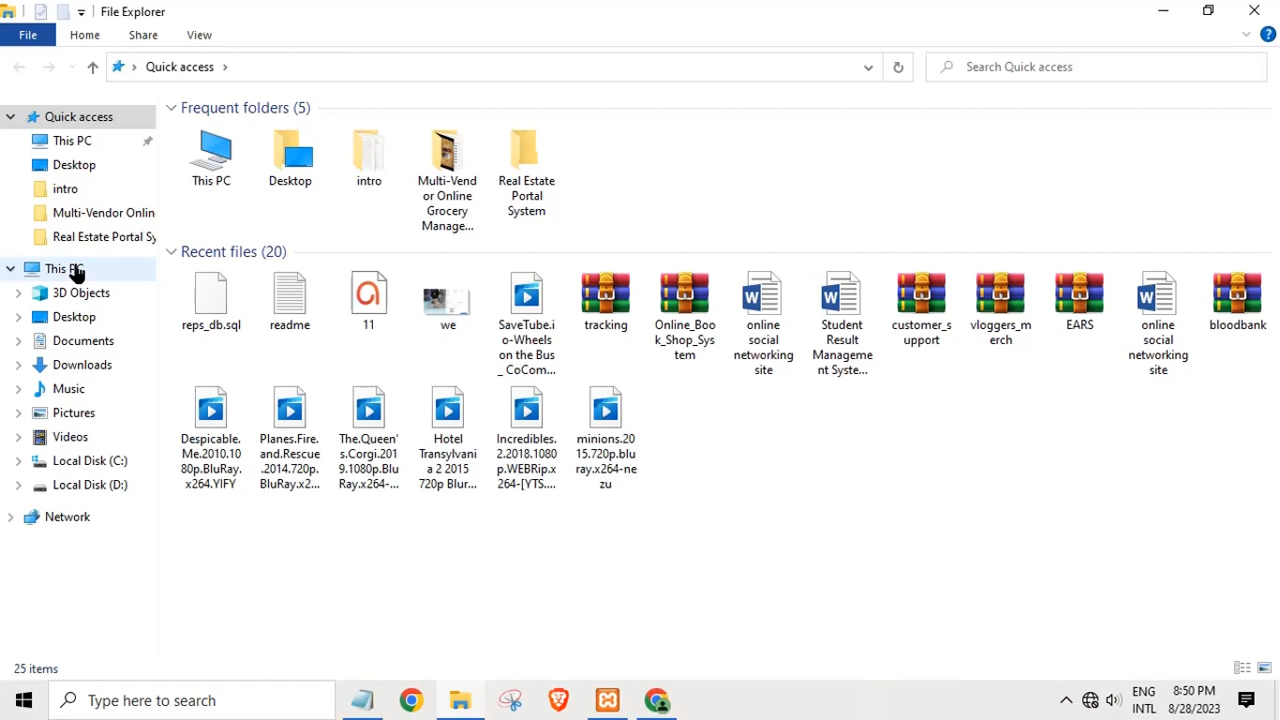 File Explorer
File Home Share View
Quick access
Search Quick access
Quick access
This PC
Desktop
intro
Multi-Vendor Onlin
Real Estate Portal Sy
This PC
3D Objects
Desktop
Documents
Downloads
Music
Pictures
Videos
Local Disk (C:)
Local Disk (D:)
Network
Frequent folders (5)
This PC
Desktop
intro
Multi-Vend
or Online
Grocery
Manage...
Real Estate
Portal
System
Recent files (20)
reps_db.sql
readme
11
we
SaveTube.i
o-Wheels
on the Bus
_ CoCom...
tracking
Online_Boo
k_Shop_Sys
tem
online
social
networking
site
Student
Result
Manageme
nt Syste...
customer_s
upport
vloggers_m
erch
EARS
online
social
networking
site
bloodbank
Despicable.
Me.2010.10
80p.BluRay.
x264.YIFY
Planes.Fire.
and.Rescue
.2014.720p.
BluRay.x2...
The.Queen'
s.Corgi.201
9.1080p.Blu
Ray.x264-...
Hotel
Transylvani
a 2 2015
720p Blur...
Incredibles.
2.2018.1080
p.WEBRip.x
264-[YTS....
minions.20
15.720p.blu
ray.x264-ne
zu
25 items
Type here to search
ENG
INTL
8:50 PM
8/28/2023